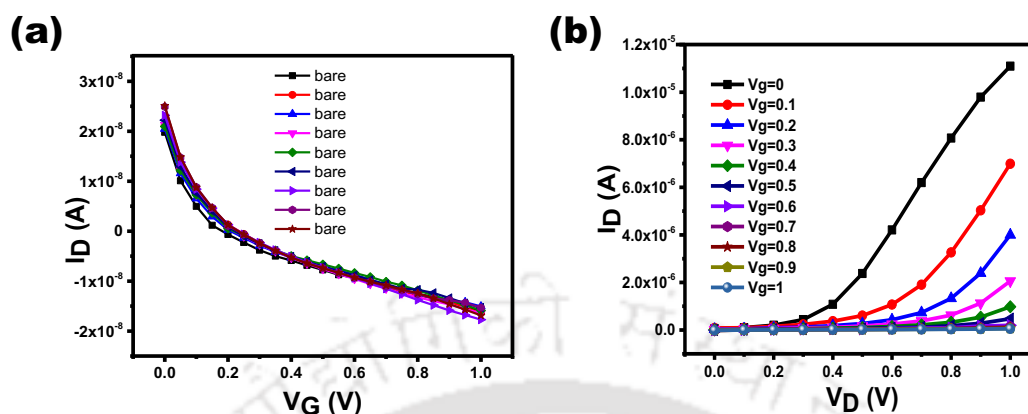 (a)
3x10⁻⁸
2x10⁻⁸
1x10⁻⁸
0
-1x10⁻⁸
-2x10⁻⁸
I_D (A)
bare
bare
bare
bare
bare
bare
bare
bare
bare
0.0 0.2 0.4 0.6 0.8 1.0
V_G (V)
(b)
1.2x10⁻⁵
1.0x10⁻⁵
8.0x10⁻⁶
6.0x10⁻⁶
4.0x10⁻⁶
2.0x10⁻⁶
0.0
I_D (A)
Vg=0
Vg=0.1
Vg=0.2
Vg=0.3
Vg=0.4
Vg=0.5
Vg=0.6
Vg=0.7
Vg=0.8
Vg=0.9
Vg=1
0.0 0.2 0.4 0.6 0.8 1.0
V_D (V)